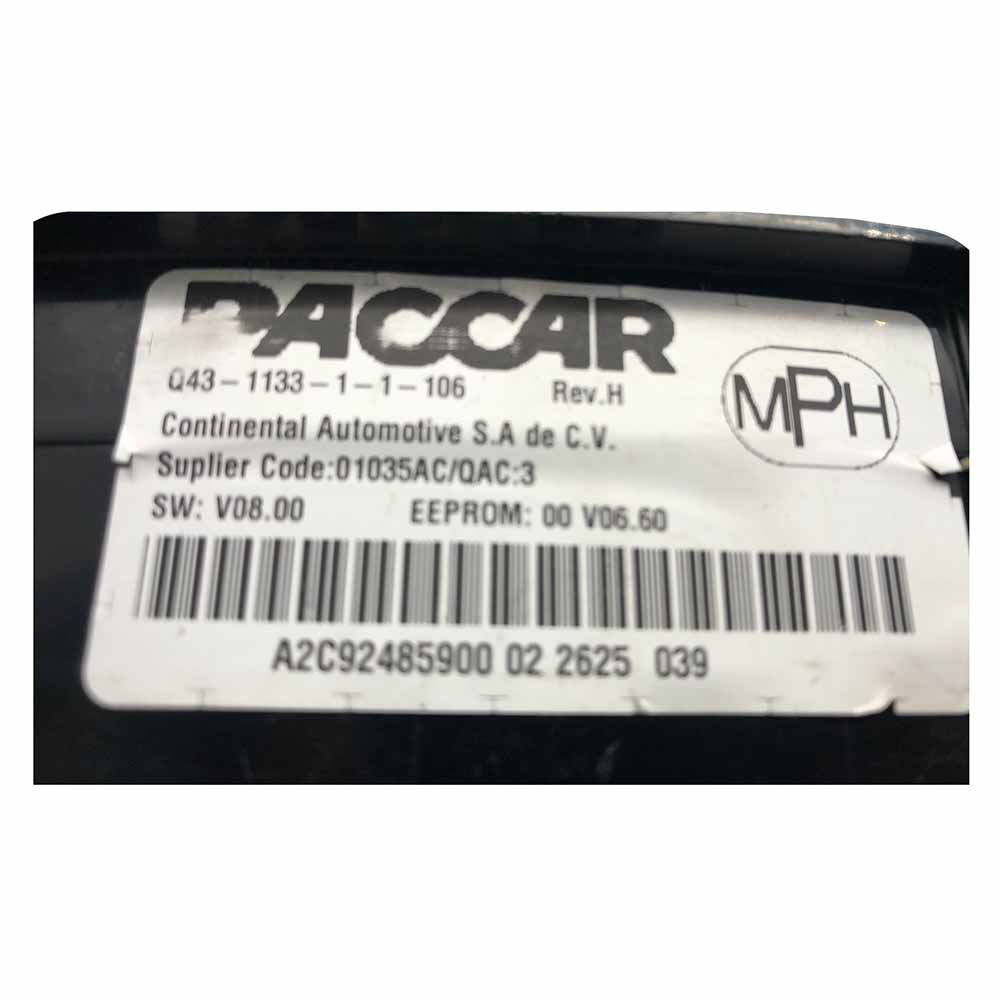 PACCAR
Q43-1133-1-1-106 Rev.H
MPH
Continental Automotive S.A de C.V.
Suplier Code:01035AC/QAC:3
SW: V08.00 EEPROM: 00 V06.60
A2C92485900 02 2625 039